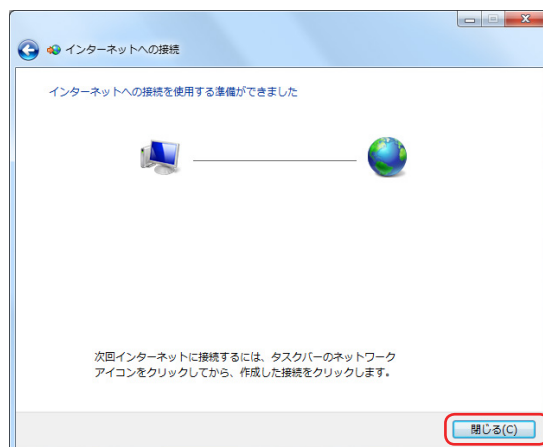 インターネットへの接続
インターネットへの接続を使用する準備ができました
次回インターネットに接続するには、タスクバーのネットワーク
アイコンをクリックしてから、作成した接続をクリックします。
閉じる(C)